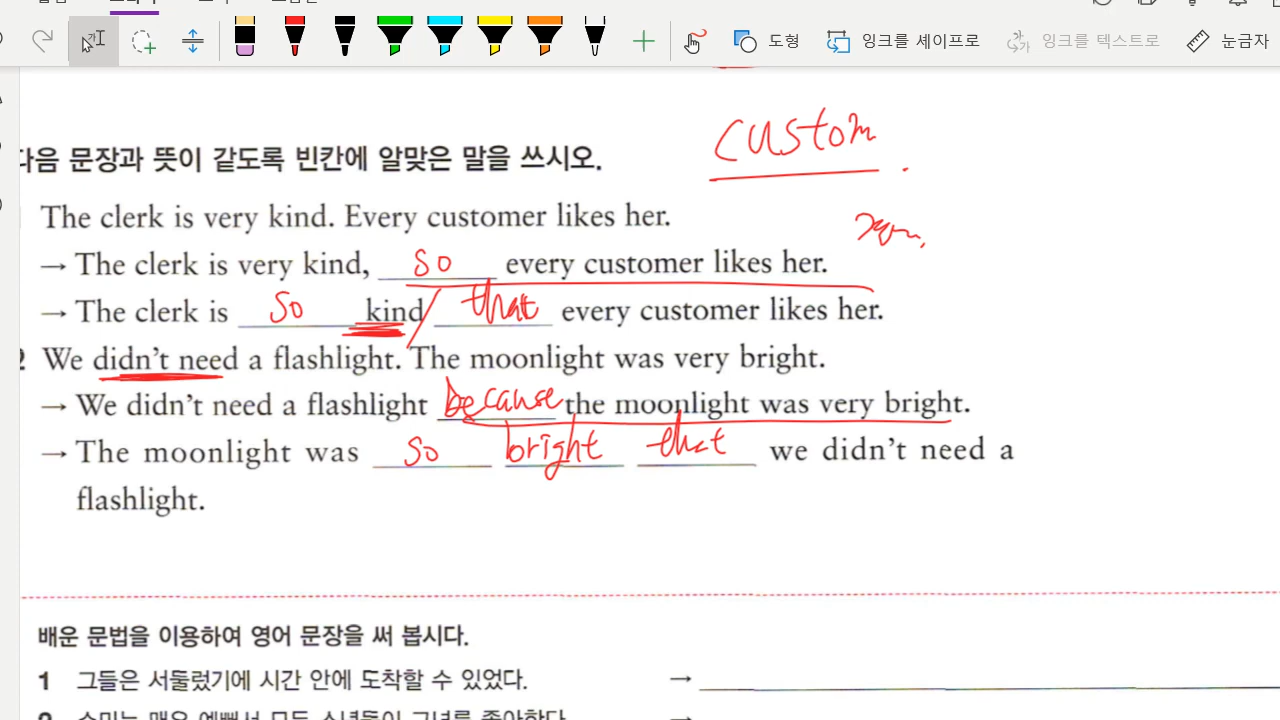 도형
잉크를 셰이프로
잉크를 텍스트로
눈금자
custom
다음 문장과 뜻이 같도록 빈칸에 알맞은 말을 쓰시오.
The clerk is very kind. Every customer likes her.
→ The clerk is very kind, so every customer likes her.
→ The clerk is so kind / that every customer likes her.
2 We didn't need a flashlight. The moonlight was very bright.
→ We didn't need a flashlight because the moonlight was very bright.
→ The moonlight was so bright that we didn't need a
flashlight.
배운 문법을 이용하여 영어 문장을 써 봅시다.
1 그들은 서둘렀기에 시간 안에 도착할 수 있었다. →